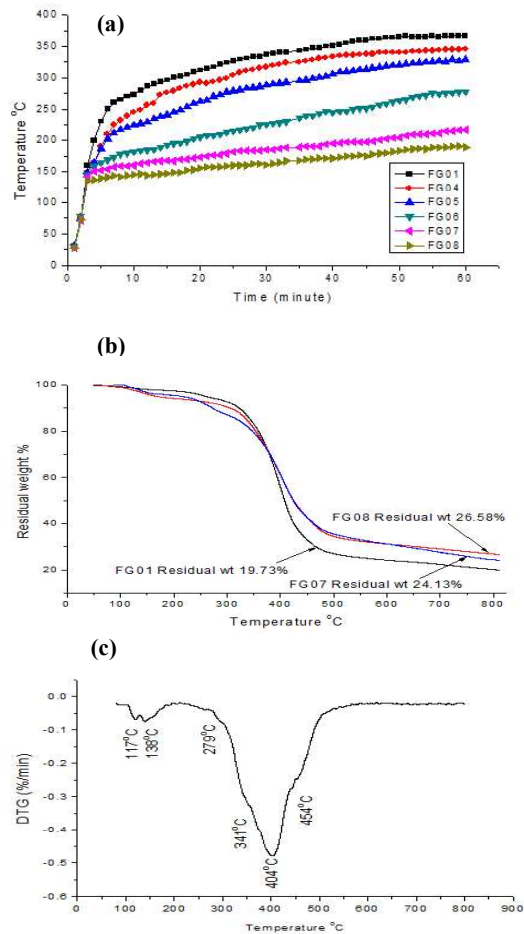 (a)
400
350
300
250
200
150
100
50
0
Temperature °C
FG01
FG04
FG05
FG06
FG07
FG08
0 10 20 30 40 50 60
Time (minute)
(b)
100
80
60
40
20
Residual weight %
FG08 Residual wt 26.58%
FG01 Residual wt 19.73%
FG07 Residual wt 24.13%
0 100 200 300 400 500 600 700 800
Temperature °C
(c)
0.0
-0.1
-0.2
-0.3
-0.4
-0.5
-0.6
DTG (%/min)
117°C
138°C
279°C
341°C
404°C
454°C
0 100 200 300 400 500 600 700 800 900
Temperature °C